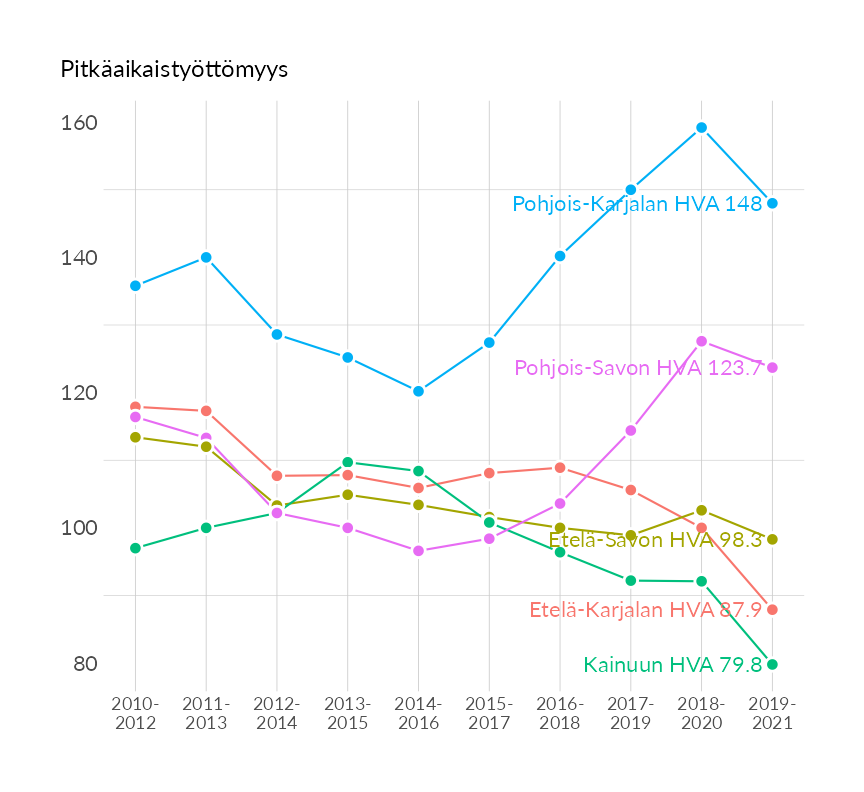 Pitkäaikaistyöttömyys
160
140
120
100
80
Pohjois-Karjalan HVA 148
Pohjois-Savon HVA 123.7
Etelä-Savon HVA 98.3
Etelä-Karjalan HVA 87.9
Kainuun HVA 79.8
2010- 2011- 2012- 2013- 2014- 2015- 2016- 2017- 2018- 2019-
2012 2013 2014 2015 2016 2017 2018 2019 2020 2021